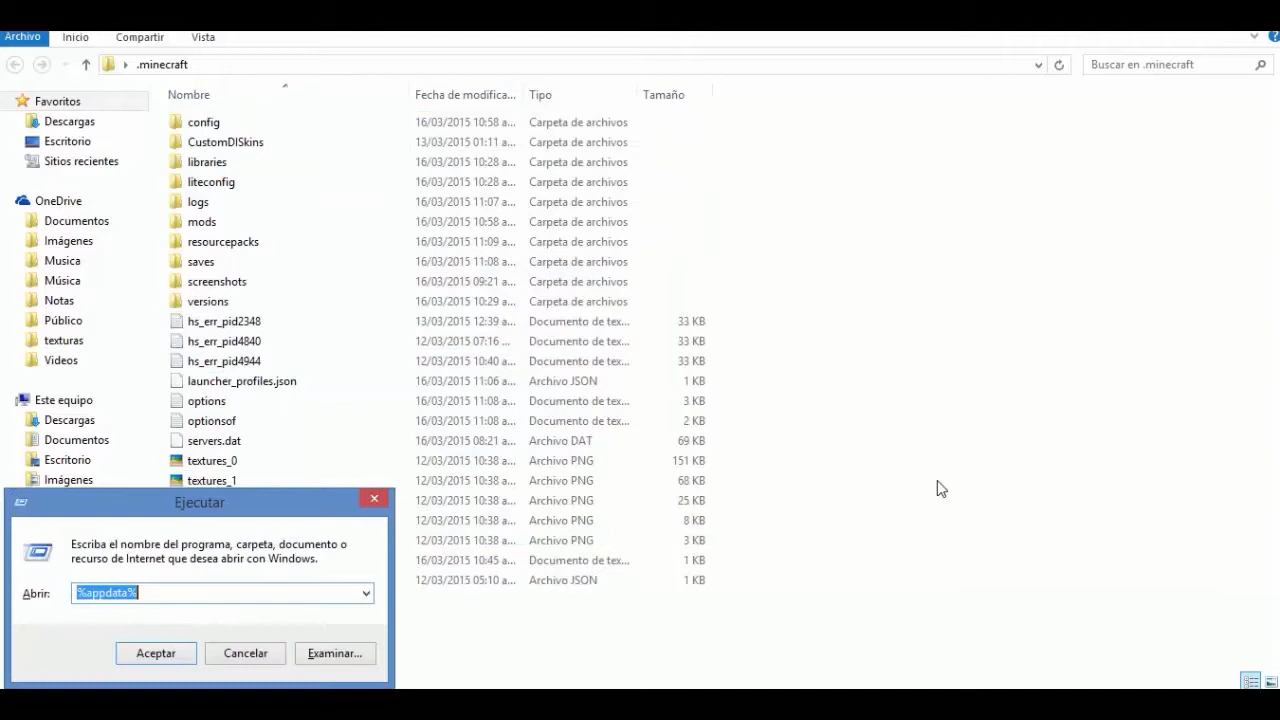 Archivo Inicio Compartir Vista
.minecraft Buscar en .minecraft
Nombre Fecha de modifica... Tipo Tamaño
Favoritos
Descargas
Escritorio
Sitios recientes
OneDrive
Documentos
Imágenes
Musica
Música
Notas
Público
texturas
Videos
Este equipo
Descargas
Documentos
Escritorio
Imágenes
config 16/03/2015 10:58 a... Carpeta de archivos
CustomDISkins 13/03/2015 01:11 a... Carpeta de archivos
libraries 16/03/2015 10:28 a... Carpeta de archivos
liteconfig 16/03/2015 10:28 a... Carpeta de archivos
logs 16/03/2015 11:07 a... Carpeta de archivos
mods 16/03/2015 10:58 a... Carpeta de archivos
resourcepacks 16/03/2015 11:09 a... Carpeta de archivos
saves 16/03/2015 11:08 a... Carpeta de archivos
screenshots 16/03/2015 09:21 a... Carpeta de archivos
versions 16/03/2015 10:29 a... Carpeta de archivos
hs_err_pid2348 13/03/2015 12:39 a... Documento de tex... 33 KB
hs_err_pid4840 12/03/2015 07:16 ... Documento de tex... 33 KB
hs_err_pid4944 12/03/2015 10:40 a... Documento de tex... 33 KB
launcher_profiles.json 16/03/2015 11:06 a... Archivo JSON 1 KB
options 16/03/2015 11:08 a... Documento de tex... 3 KB
optionsof 16/03/2015 11:08 a... Documento de tex... 2 KB
servers.dat 16/03/2015 08:21 a... Archivo DAT 69 KB
textures_0 12/03/2015 10:38 a... Archivo PNG 151 KB
textures_1 12/03/2015 10:38 a... Archivo PNG 68 KB
12/03/2015 10:38 a... Archivo PNG 25 KB
12/03/2015 10:38 a... Archivo PNG 8 KB
12/03/2015 10:38 a... Archivo PNG 3 KB
16/03/2015 10:45 a... Documento de tex... 1 KB
12/03/2015 05:10 a... Archivo JSON 1 KB
Ejecutar
Escriba el nombre del programa, carpeta, documento o
recurso de Internet que desea abrir con Windows.
Abrir: %appdata%
Aceptar Cancelar Examinar...